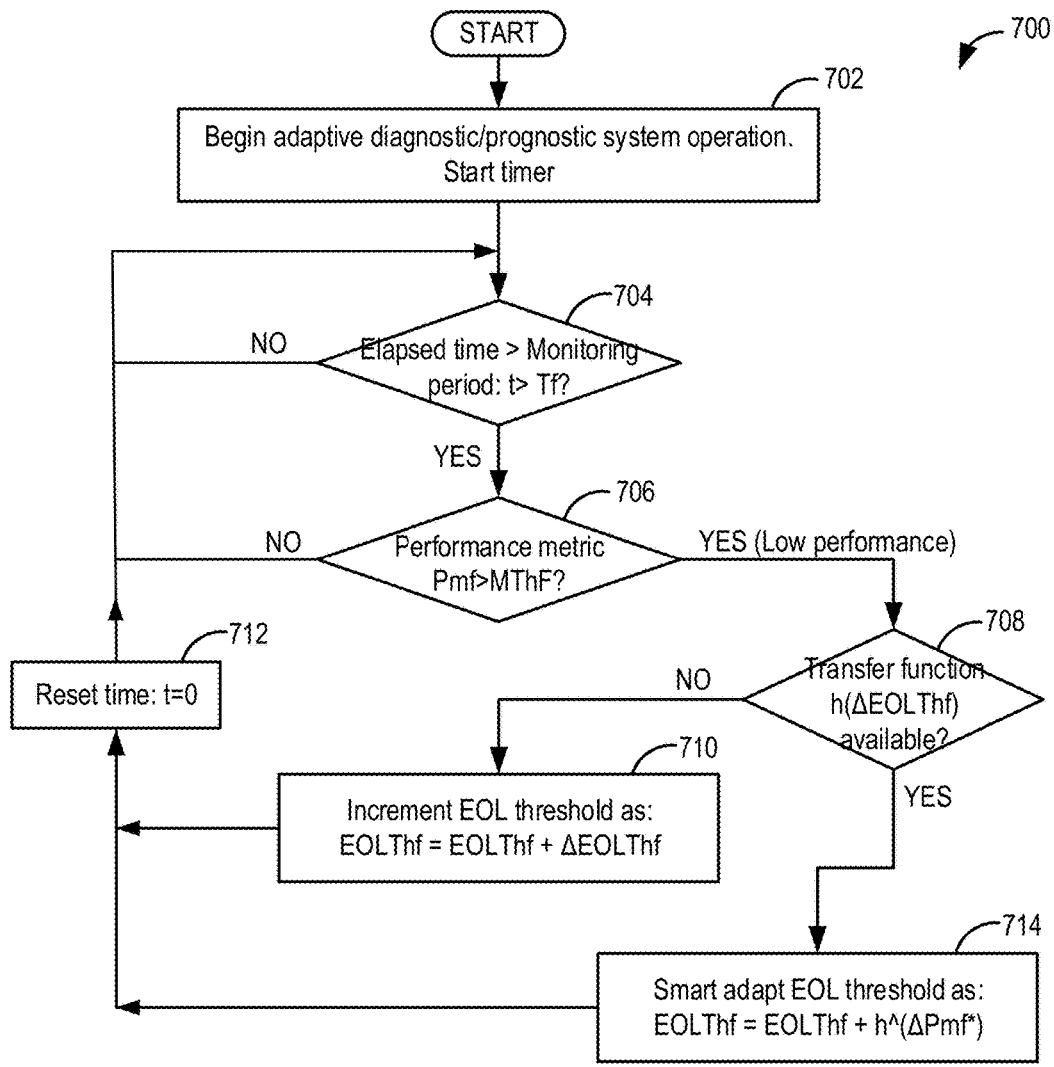 START
700
702
Begin adaptive diagnostic/prognostic system operation.
Start timer
704
NO
Elapsed time > Monitoring
period: t> Tf?
YES
706
NO
Performance metric
Pmf>MThF?
YES (Low performance)
712
708
Reset time: t=0
NO
Transfer function
h(ΔEOLThf)
available?
710
YES
Increment EOL threshold as:
EOLThf = EOLThf + ΔEOLThf
714
Smart adapt EOL threshold as:
EOLThf = EOLThf + h^(ΔPmf*)